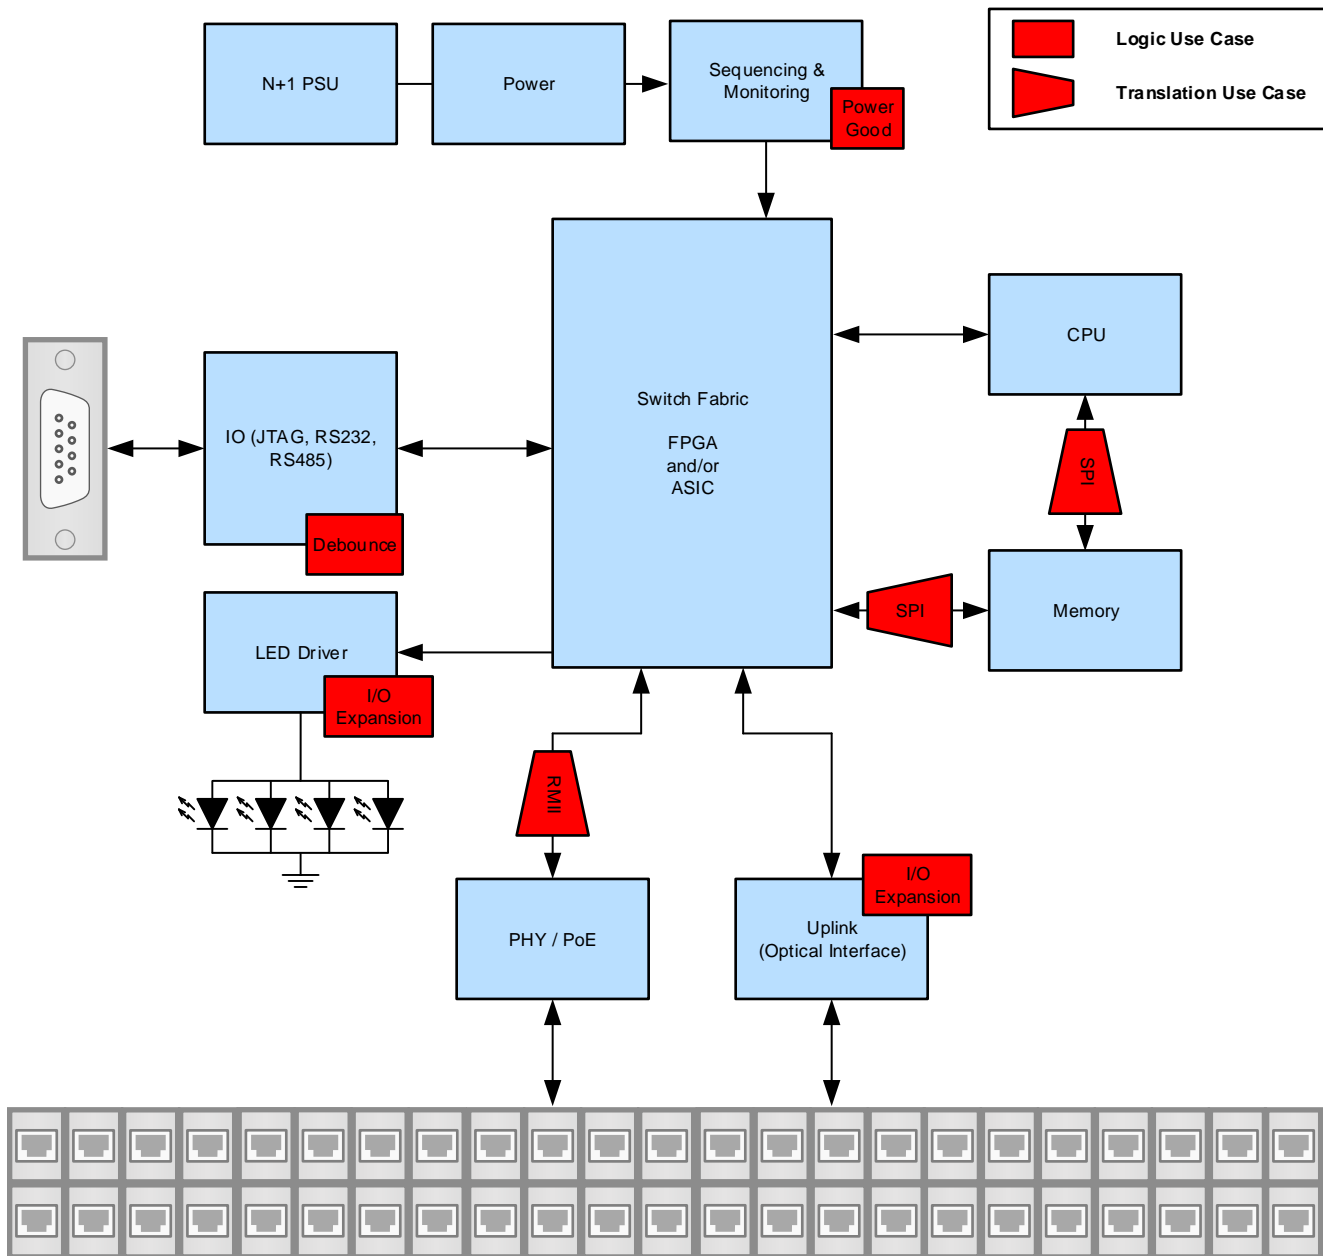 N+1 PSU
Power
Sequencing &
Monitoring
Power
Good
Logic Use Case
Translation Use Case
Switch Fabric
FPGA
and/or
ASIC
CPU
IO (JTAG, RS232,
RS485)
Debounce
SPI
SPI
Memory
LED Driver
I/O
Expansion
RMII
I/O
Expansion
PHY / PoE
Uplink
(Optical Interface)